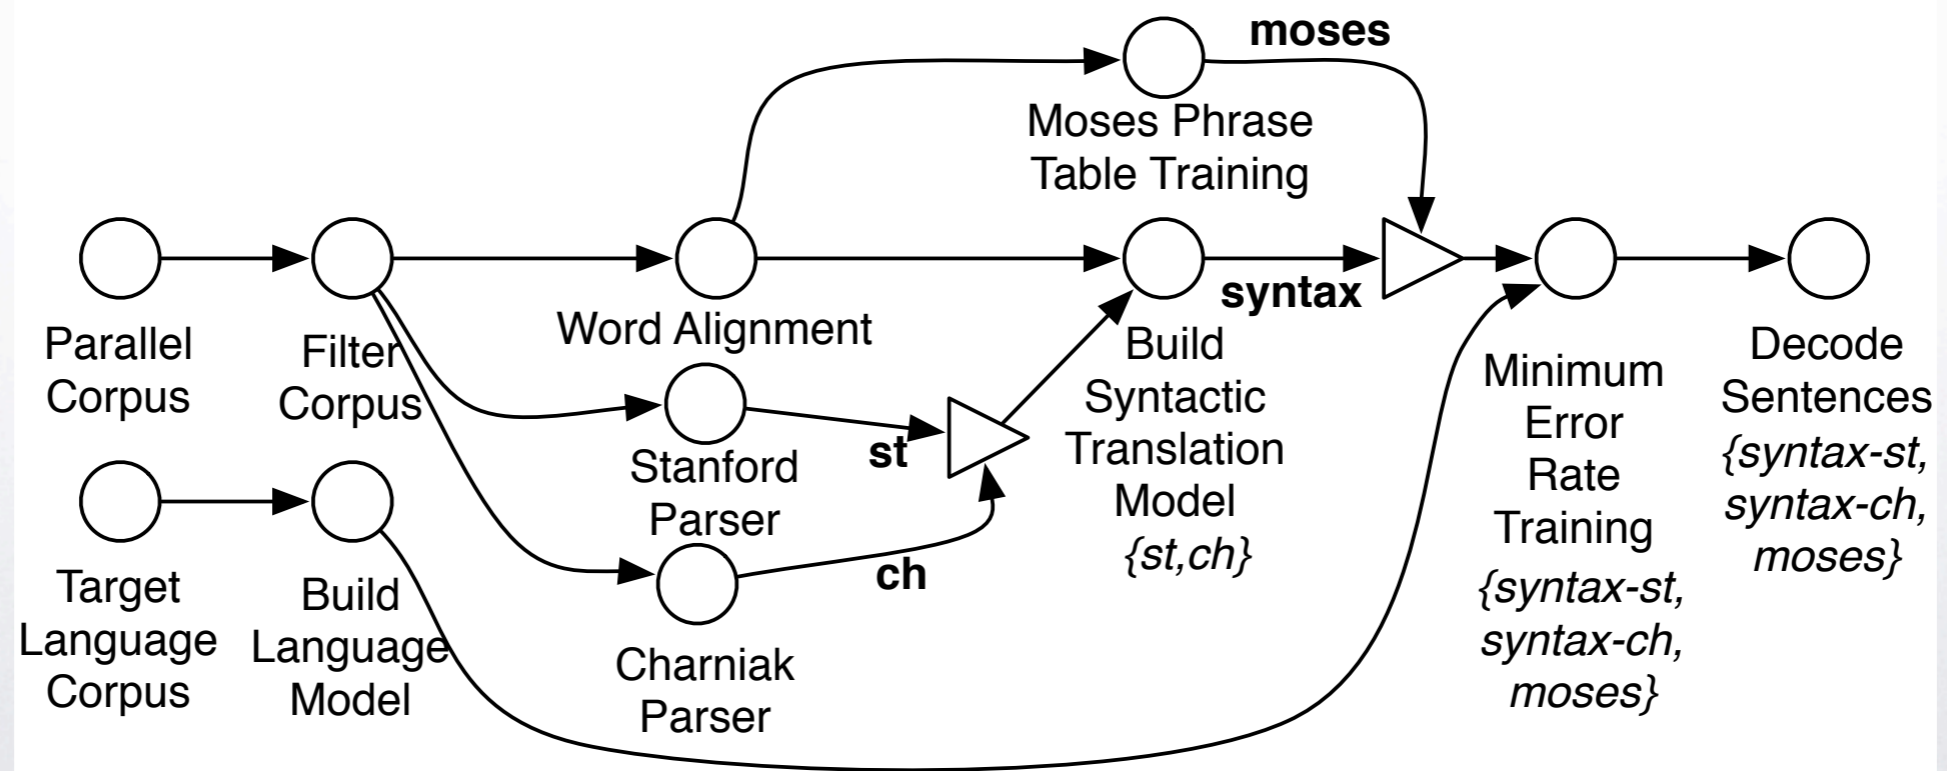 moses
Moses Phrase
Table Training
Parallel
Corpus
Filter
Corpus
Word Alignment
syntax
Build
Syntactic
Translation
Model
{st,ch}
Minimum
Error
Rate
Training
{syntax-st,
syntax-ch,
moses}
Decode
Sentences
{syntax-st,
syntax-ch,
moses}
Stanford
Parser
st
Target
Language
Corpus
Build
Language
Model
Charniak
Parser
ch